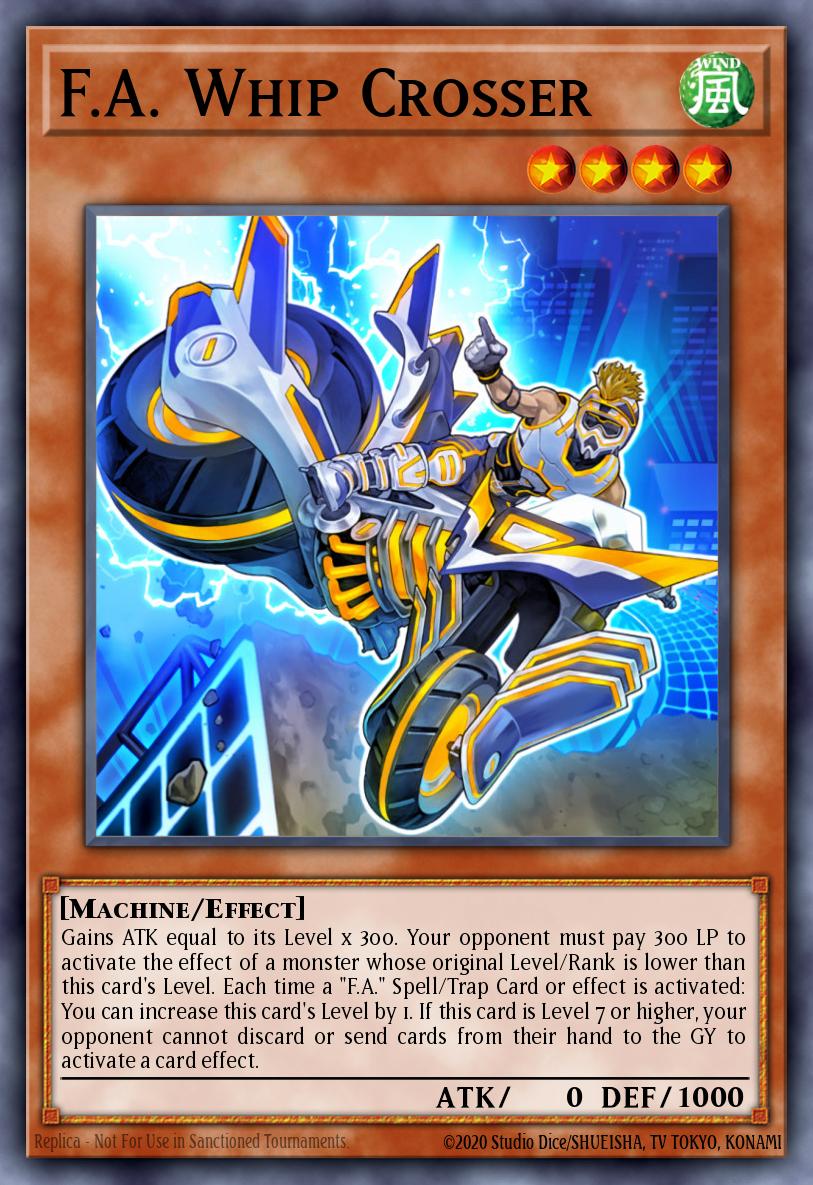 F.A. Whip Crosser
WIND
風
[Machine/Effect]
Gains ATK equal to its Level x 300. Your opponent must pay 300 LP to
activate the effect of a monster whose original Level/Rank is lower than
this card's Level. Each time a "F.A." Spell/Trap Card or effect is activated:
You can increase this card's Level by 1. If this card is Level 7 or higher, your
opponent cannot discard or send cards from their hand to the GY to
activate a card effect.
ATK/ 0 DEF/1000
Replica - Not For Use in Sanctioned Tournaments.
©2020 Studio Dice/SHUEISHA, TV TOKYO, KONAMI